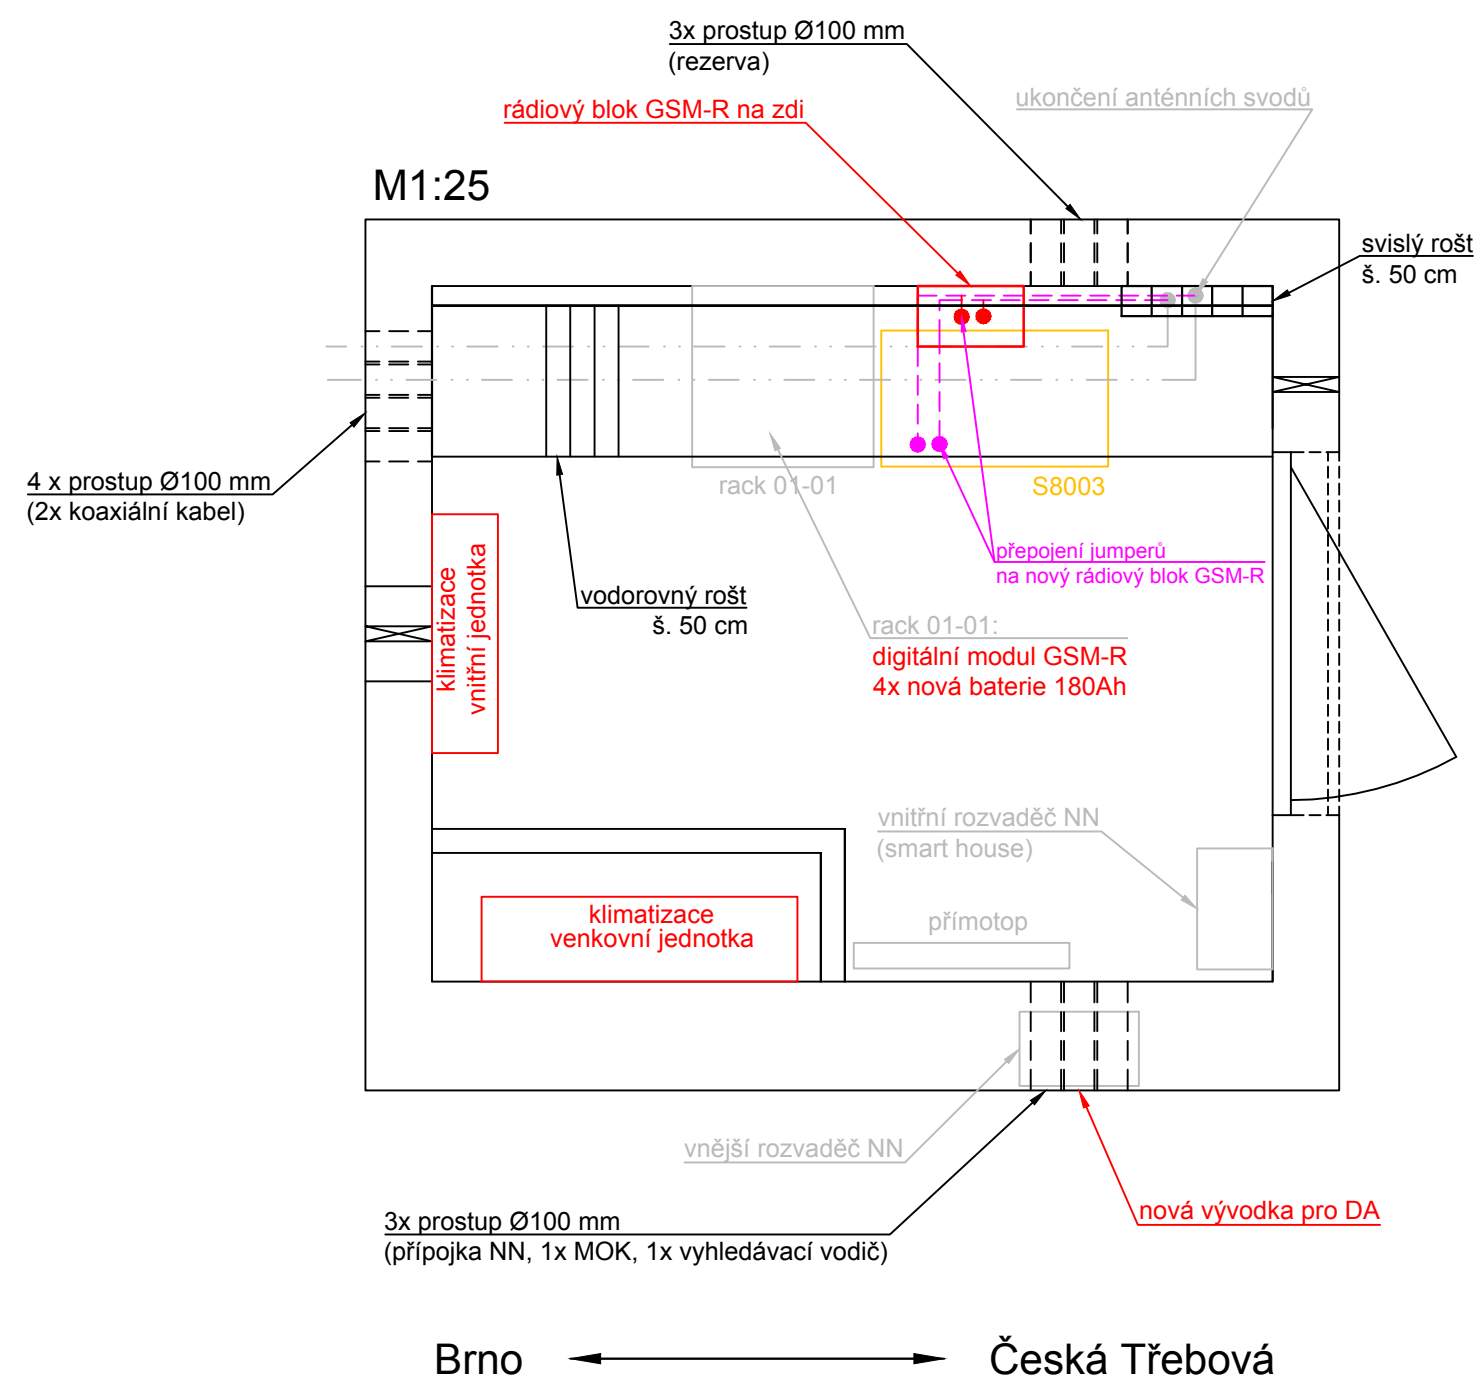 3x prostup Ø100 mm
(rezerva)
ukončení anténních svodů
rádiový blok GSM-R na zdi
M1:25
svislý rošt
š. 50 cm
4 x prostup Ø100 mm
(2x koaxiální kabel)
rack 01-01
S8003
přepojení jumperů
na nový rádiový blok GSM-R
klimatizace
vnitřní jednotka
vodorovný rošt
š. 50 cm
rack 01-01:
digitální modul GSM-R
4x nová baterie 180Ah
vnitřní rozvaděč NN
(smart house)
klimatizace
venkovní jednotka
přímotop
vnější rozvaděč NN
3x prostup Ø100 mm
(přípojka NN, 1x MOK, 1x vyhledávací vodič)
nová vývodka pro DA
Brno
Česká Třebová